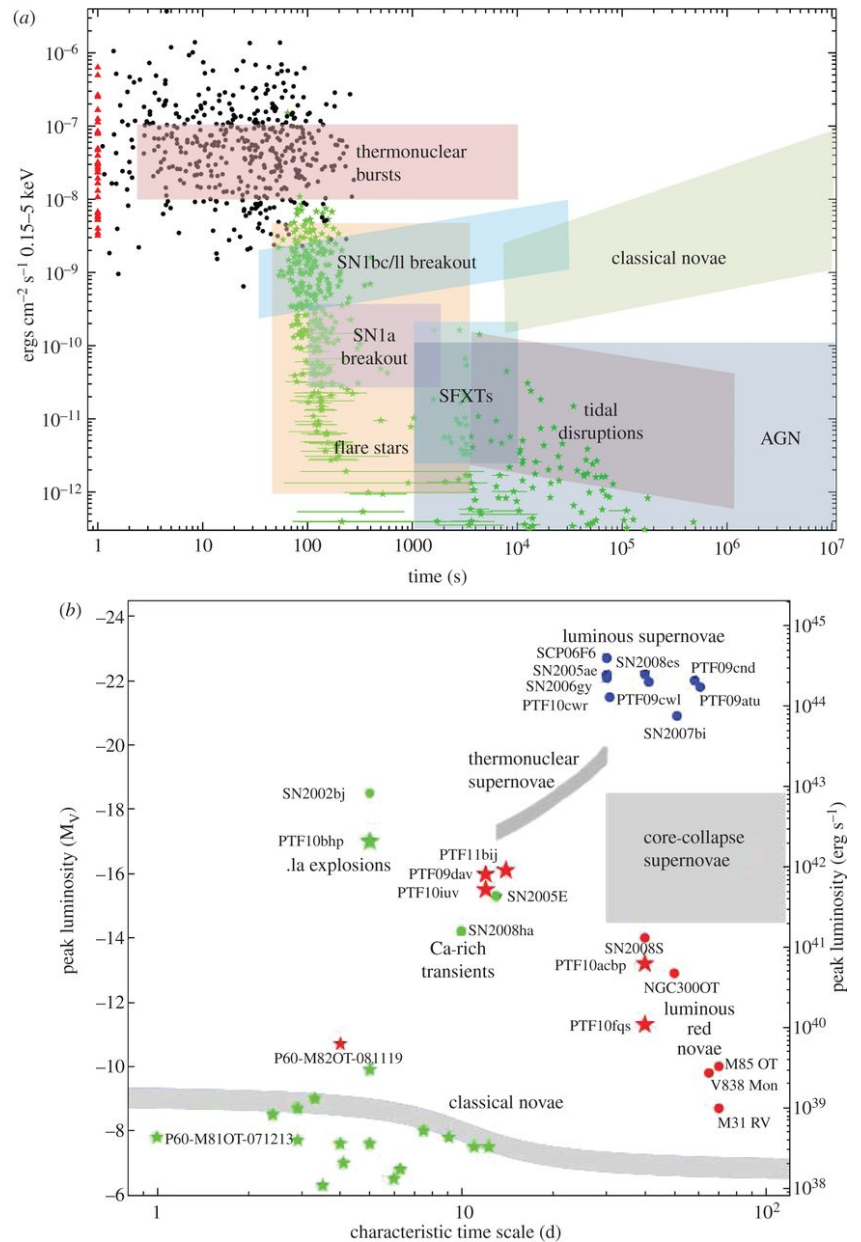 (a)
10⁻⁶
10⁻⁷
10⁻⁸
10⁻⁹
10⁻¹⁰
10⁻¹¹
10⁻¹²
ergs cm⁻² s⁻¹ 0.15–5 keV
thermonuclear
bursts
SN1bc/ll breakout
classical novae
SN1a
breakout
SFXTs
flare stars
tidal
disruptions
AGN
1
10
100
1000
10⁴
10⁵
10⁶
10⁷
time (s)
(b)
−24
−22
−20
−18
−16
−14
−12
−10
−8
−6
peak luminosity (M_V)
10⁴⁵
10⁴⁴
10⁴³
10⁴²
10⁴¹
10⁴⁰
10³⁹
10³⁸
peak luminosity (erg s⁻¹)
luminous supernovae
SCP06F6
SN2005ae
SN2008es
PTF09cnd
SN2006gy
PTF10cwr
PTF09cwl
PTF09atu
SN2007bi
thermonuclear
supernovae
SN2002bj
PTF10bhp
.la explosions
core-collapse
supernovae
PTF11bij
PTF09dav
PTF10iuv
SN2005E
SN2008ha
Ca-rich
transients
SN2008S
PTF10acbp
NGC300OT
PTF10fqs
luminous
red
novae
P60-M82OT-081119
M85 OT
V838 Mon
M31 RV
classical novae
P60-M81OT-071213
1
10
10²
characteristic time scale (d)